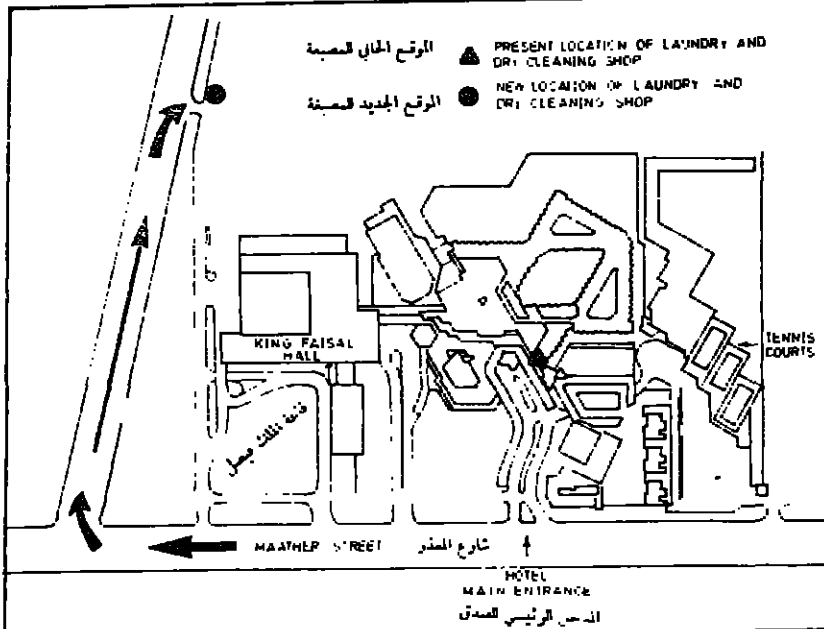 الموقع الحالي للمصبغة
PRESENT LOCATION OF LAUNDRY AND
DRY CLEANING SHOP
الموقع الجديد للمصبغة
NEW LOCATION OF LAUNDRY AND
DRY CLEANING SHOP
TENNIS
COURTS
KING FAISAL
HALL
قاعة الملك فيصل
MAATHER STREET
شارع المعذر
HOTEL
MAIN ENTRANCE
المدخل الرئيسي للفندق